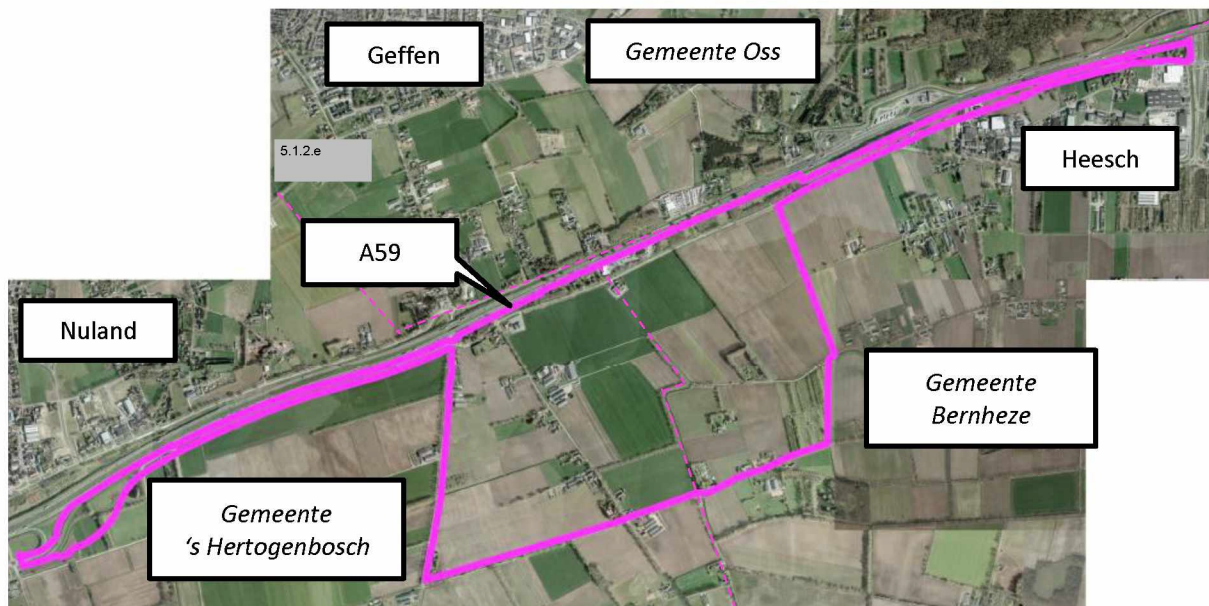 Geffen
Gemeente Oss
5.1.2.e
Heesch
A59
Nuland
Gemeente
Bernheze
Gemeente
‘s Hertogenbosch